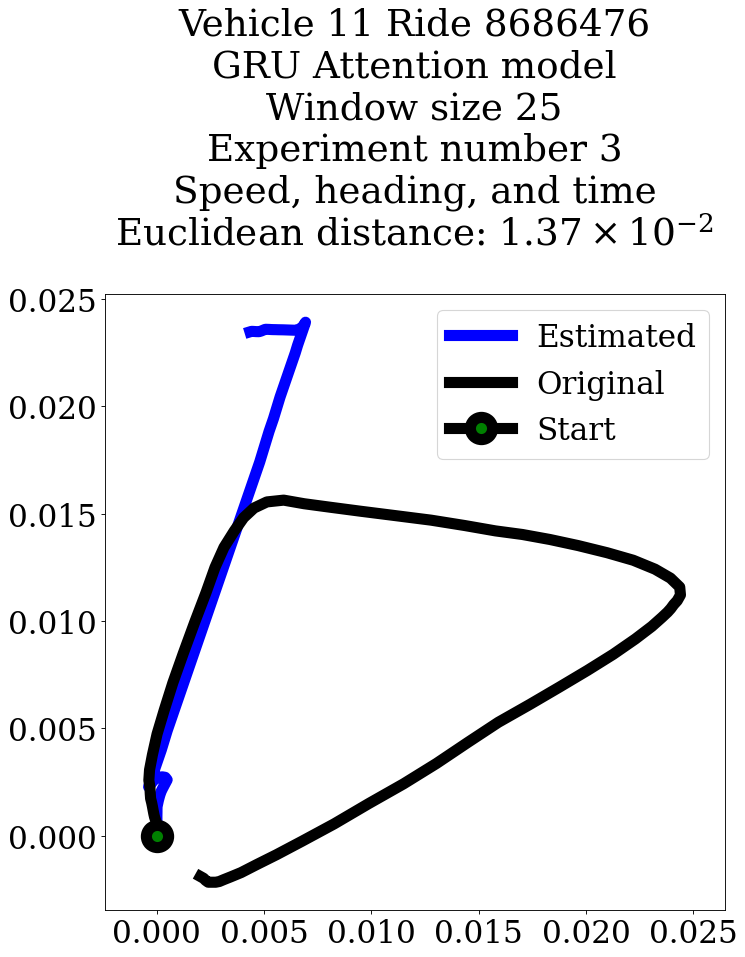 Vehicle 11 Ride 8686476
GRU Attention model
Window size 25
Experiment number 3
Speed, heading, and time
Euclidean distance: 1.37 × 10⁻²
0.025
0.020
0.015
0.010
0.005
0.000
Estimated
Original
Start
0.000 0.005 0.010 0.015 0.020 0.025